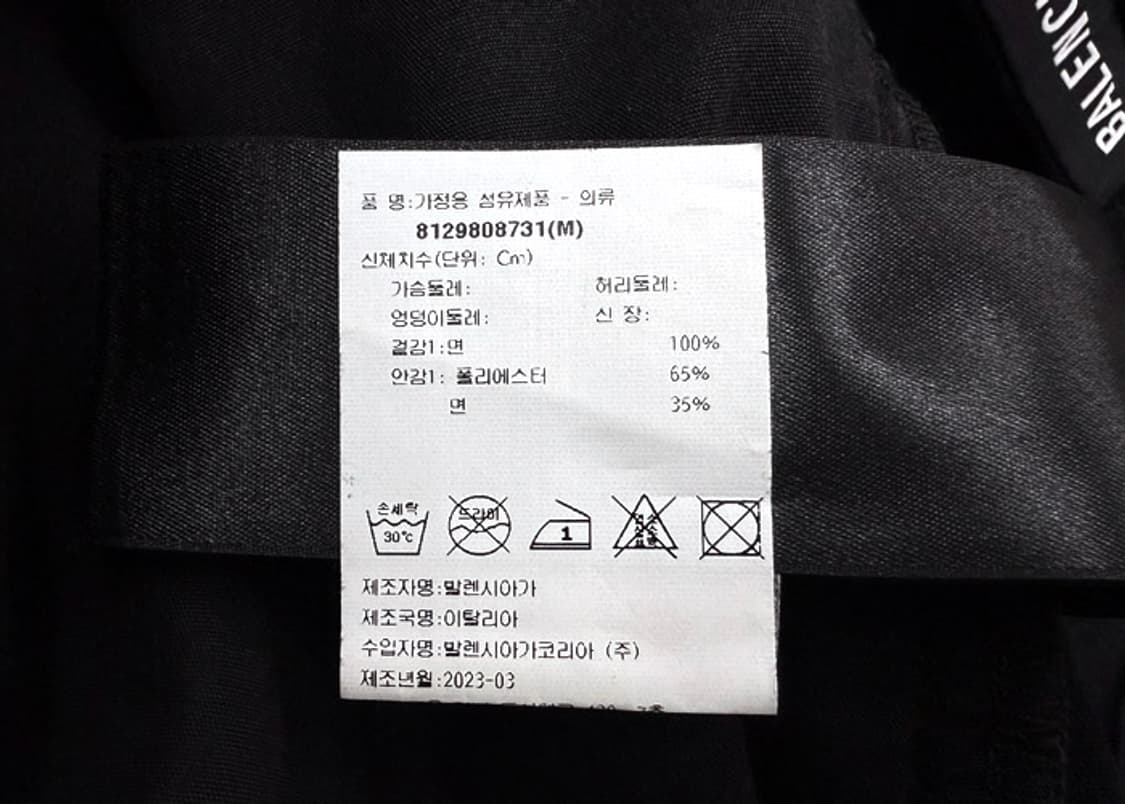 BALENC
품 명:가정용 섬유제품 - 의류
8129808731(M)
신체치수(단위: Cm)
가슴둘레: 허리둘레:
엉덩이둘레: 신 장:
겉감1:면 100%
안감1: 폴리에스터 65%
면 35%
손세탁 드라이
30℃ 1
제조자명:발렌시아가
제조국명:이탈리아
수입자명:발렌시아가코리아 (주)
제조년월:2023-03